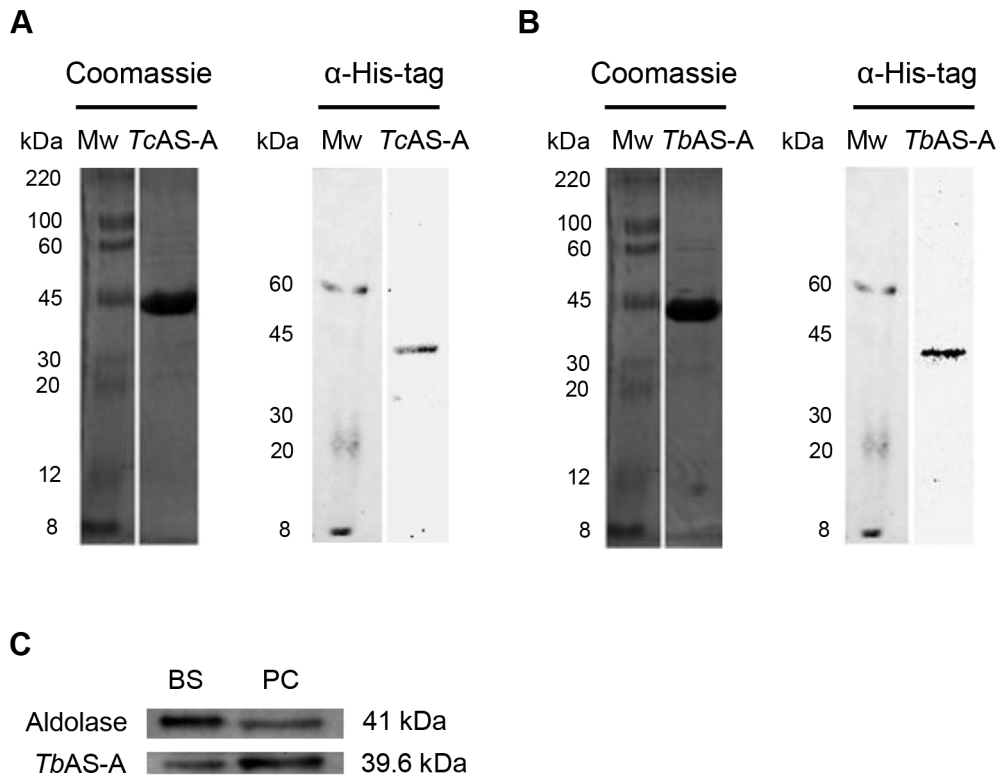 A
B
Coomassie
α-His-tag
Coomassie
α-His-tag
kDa Mw TcAS-A
kDa Mw TcAS-A
kDa Mw TbAS-A
kDa Mw TbAS-A
220
100
60
45
30
20
12
8
60
45
30
20
8
220
100
60
45
30
20
12
8
60
45
30
20
8
C
BS PC
Aldolase 41 kDa
TbAS-A 39.6 kDa